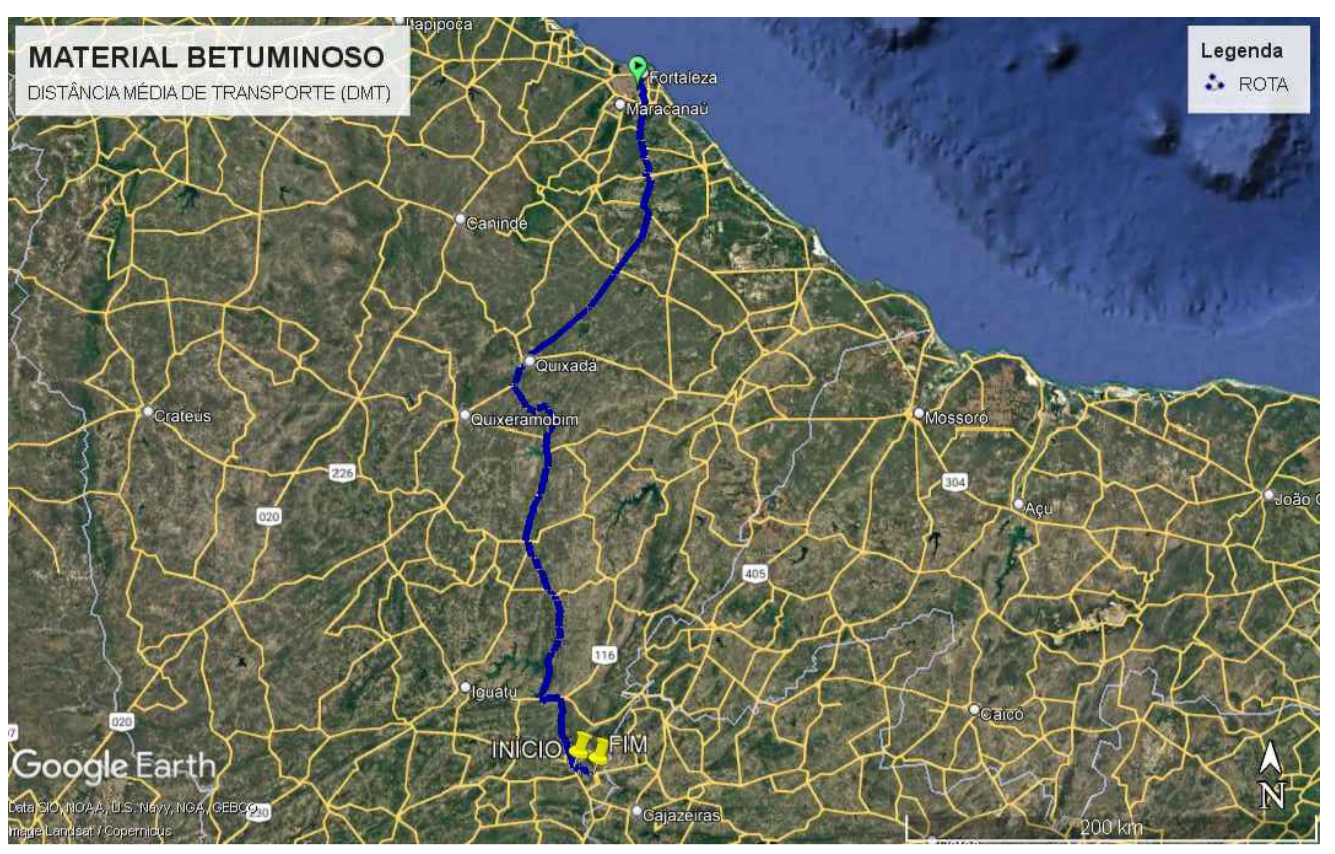 Itapipoca
MATERIAL BETUMINOSO
DISTÂNCIA MÉDIA DE TRANSPORTE (DMT)
Legenda
ROTA
Fortaleza
Maracanaú
Canindé
Quixadá
Crateús
Quixeramobim
Mossoró
226
304
João C
020
Açu
405
116
Iguatu
Caicó
020
INÍCIO
FIM
Google Earth
Data SIO, NOAA, U.S. Navy, NGA, GEBCO
230
Cajazeiras
Image Landsat / Copernicus
200 km
N